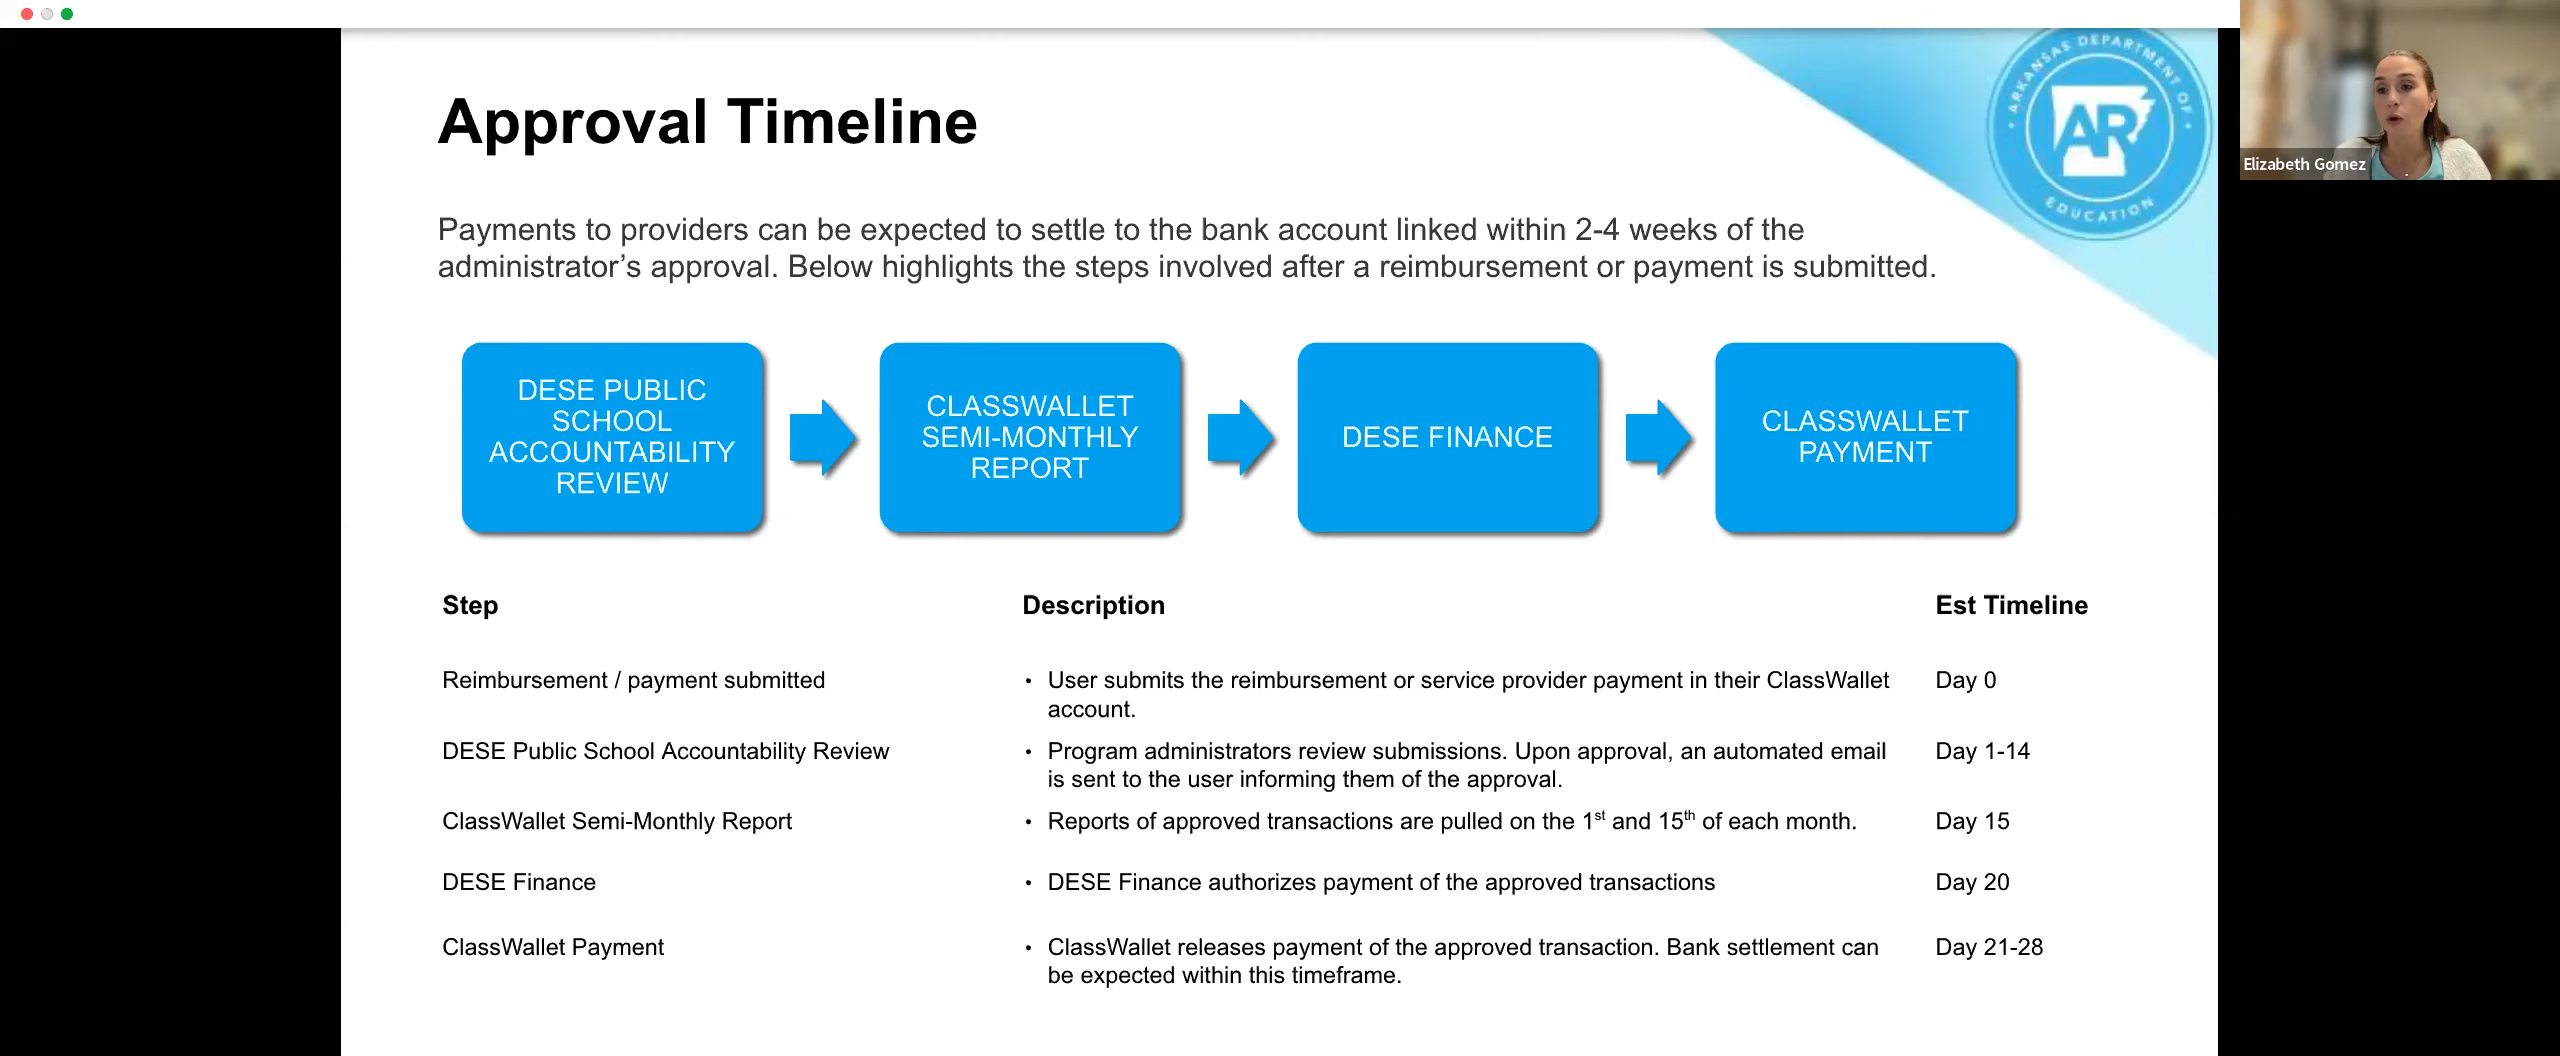 Approval Timeline
ARKANSAS DEPARTMENT OF
EDUCATION
AR
Elizabeth Gomez
Payments to providers can be expected to settle to the bank account linked within 2-4 weeks of the
administrator’s approval. Below highlights the steps involved after a reimbursement or payment is submitted.
DESE PUBLIC
SCHOOL
ACCOUNTABILITY
REVIEW
CLASSWALLET
SEMI-MONTHLY
REPORT
DESE FINANCE
CLASSWALLET
PAYMENT
Step Description Est Timeline
Reimbursement / payment submitted • User submits the reimbursement or service provider payment in their ClassWallet Day 0
account.
DESE Public School Accountability Review • Program administrators review submissions. Upon approval, an automated email Day 1-14
is sent to the user informing them of the approval.
ClassWallet Semi-Monthly Report • Reports of approved transactions are pulled on the 1st and 15th of each month. Day 15
DESE Finance • DESE Finance authorizes payment of the approved transactions Day 20
ClassWallet Payment • ClassWallet releases payment of the approved transaction. Bank settlement can Day 21-28
be expected within this timeframe.